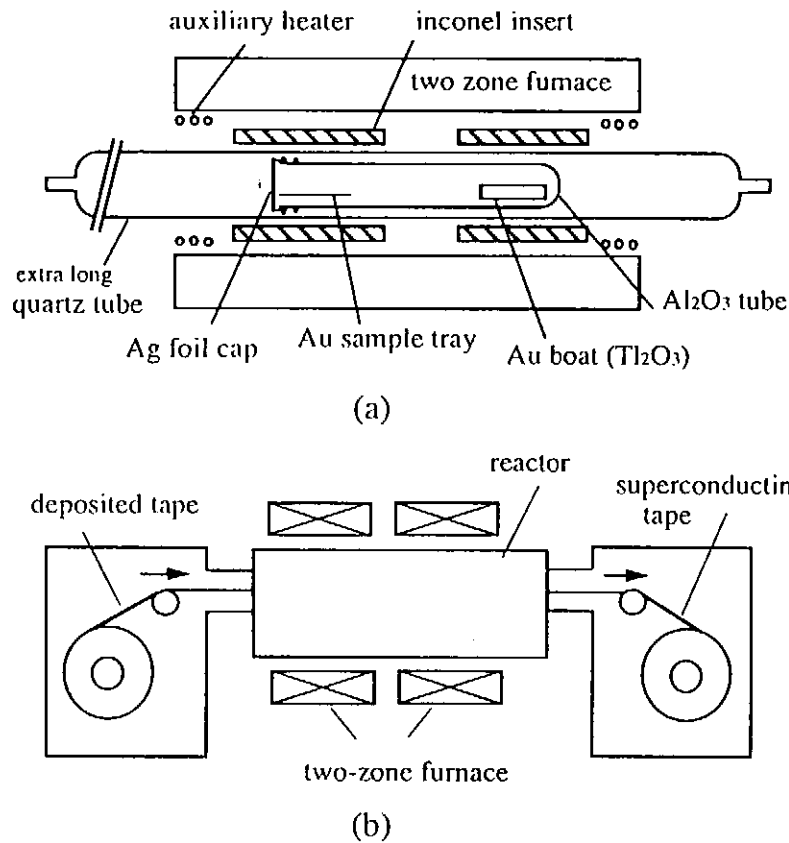 auxiliary heater
inconel insert
two zone furnace
extra long
quartz tube
Ag foil cap
Au sample tray
Au boat (Tl₂O₃)
Al₂O₃ tube
(a)
reactor
deposited tape
superconductin
tape
two-zone furnace
(b)